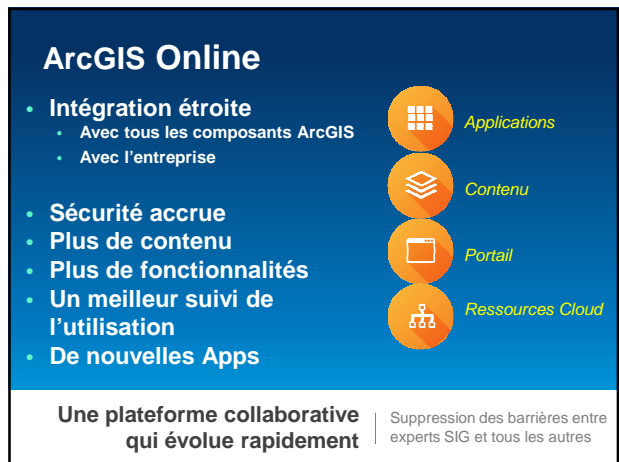 ArcGIS Online
• Intégration étroite
• Avec tous les composants ArcGIS
• Avec l'entreprise
• Sécurité accrue
• Plus de contenu
• Plus de fonctionnalités
• Un meilleur suivi de
l'utilisation
• De nouvelles Apps
Applications
Contenu
Portail
Ressources Cloud
Une plateforme collaborative
qui évolue rapidement
Suppression des barrières entre
experts SIG et tous les autres